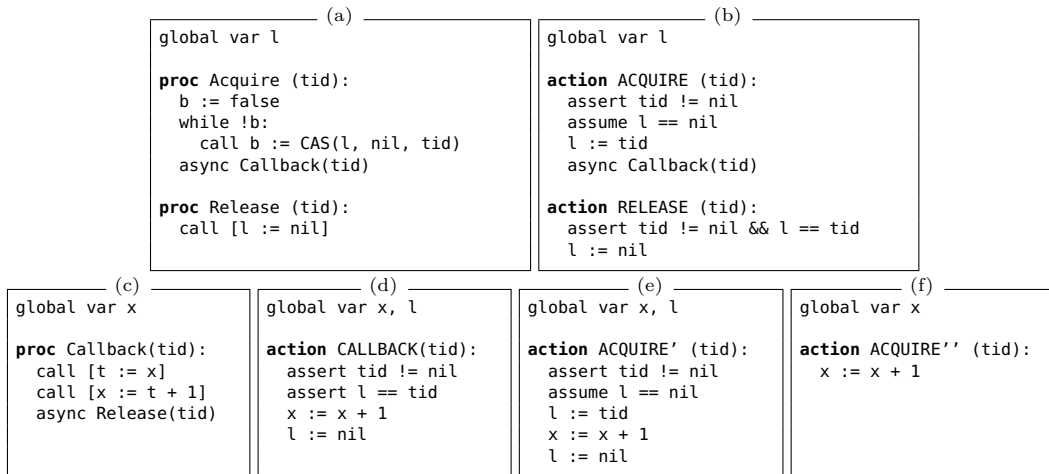 (a)
global var l
proc Acquire (tid):
b := false
while !b:
call b := CAS(l, nil, tid)
async Callback(tid)
proc Release (tid):
call [l := nil]
(b)
global var l
action ACQUIRE (tid):
assert tid != nil
assume l == nil
l := tid
async Callback(tid)
action RELEASE (tid):
assert tid != nil && l == tid
l := nil
(c)
global var x
proc Callback(tid):
call [t := x]
call [x := t + 1]
async Release(tid)
(d)
global var x, l
action CALLBACK(tid):
assert tid != nil
assert l == tid
x := x + 1
l := nil
(e)
global var x, l
action ACQUIRE' (tid):
assert tid != nil
assume l == nil
l := tid
x := x + 1
l := nil
(f)
global var x
action ACQUIRE'' (tid):
x := x + 1